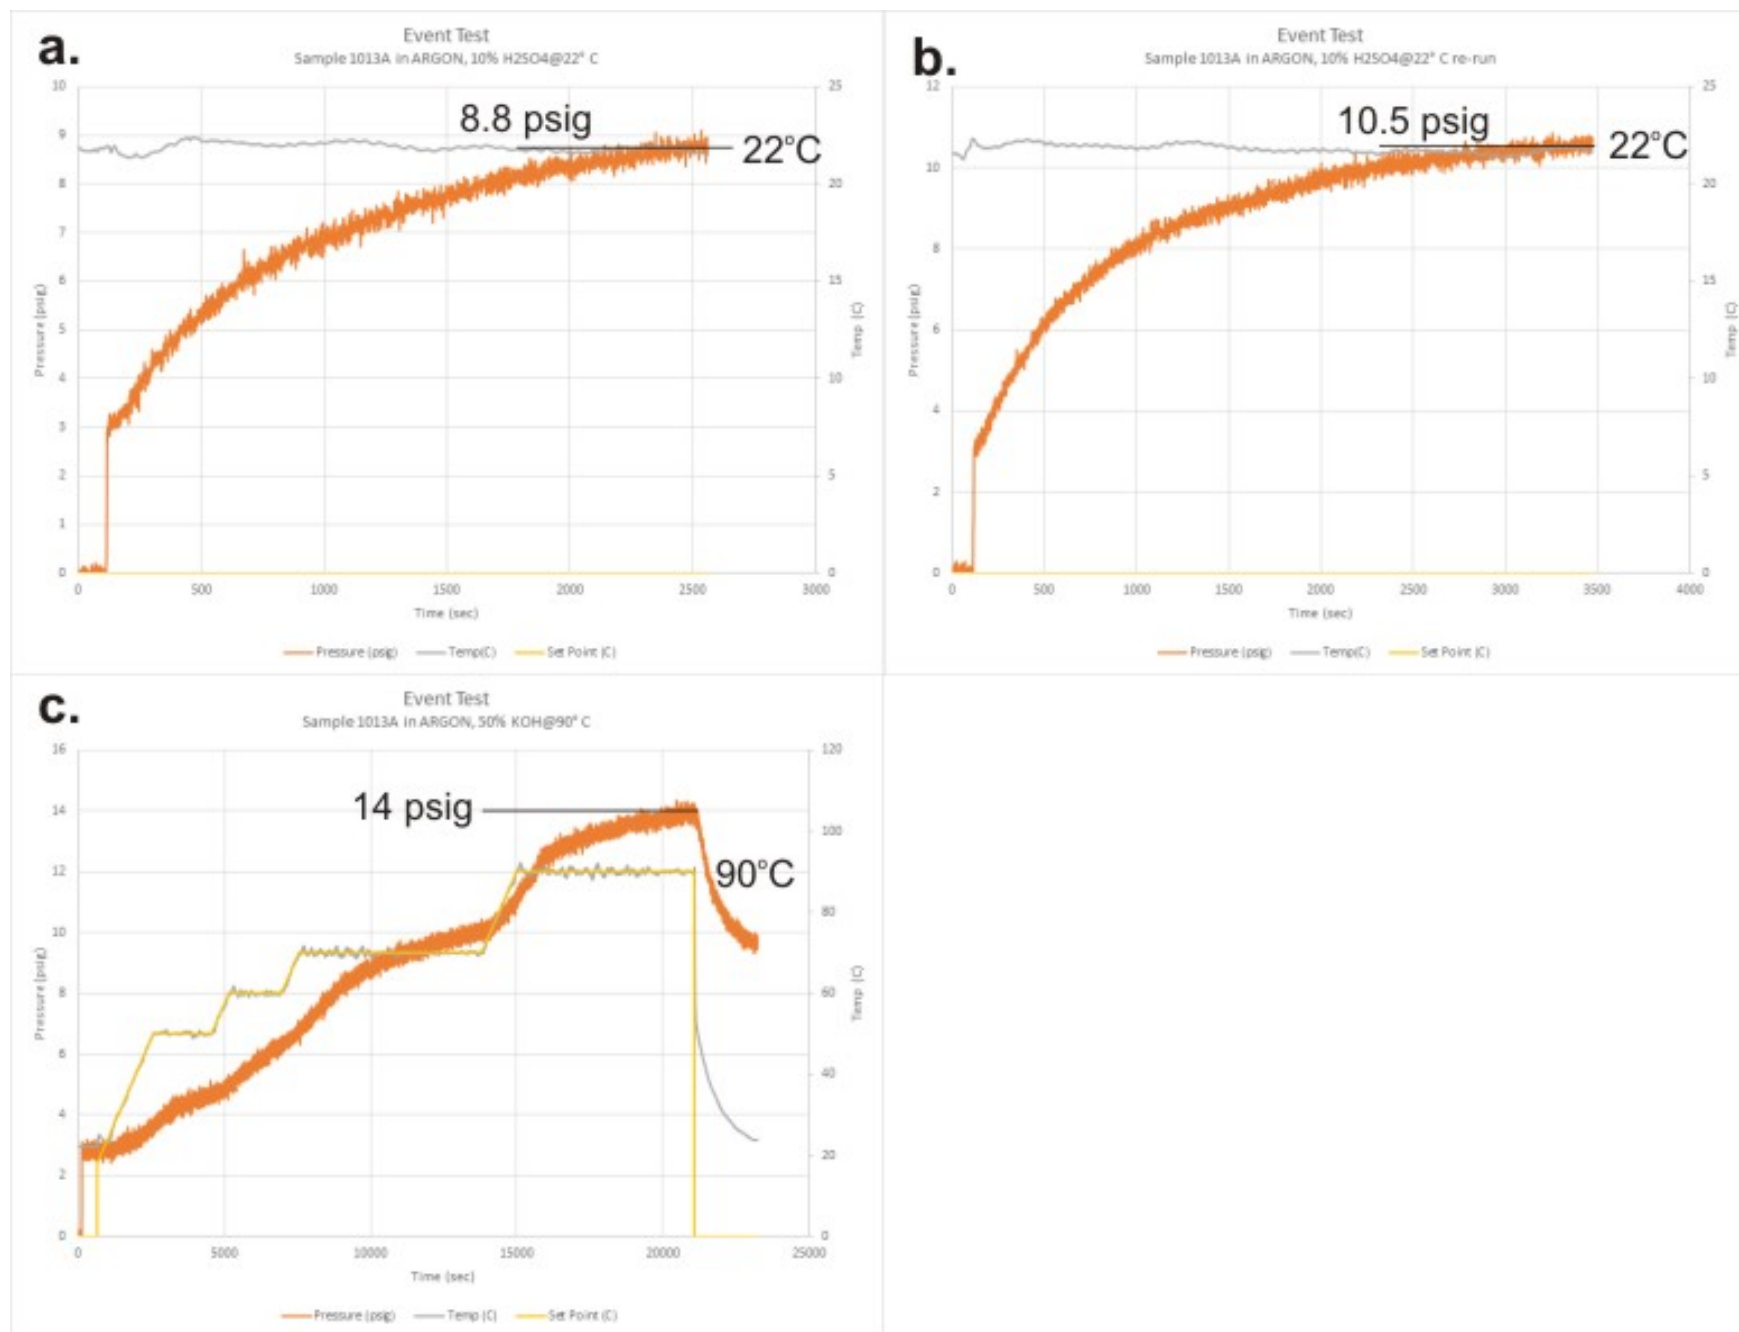 a.
Event Test
Sample 1013A in ARGON, 10% H2SO4@22° C
10
9
8
7
6
5
4
3
2
1
0
25
20
15
10
5
0
8.8 psig
22°C
Pressure (psig)
Temp (C)
0 500 1000 1500 2000 2500 3000
Time (sec)
Pressure (psig) Temp(C) Set Point (C)
b.
Event Test
Sample 1013A in ARGON, 10% H2SO4@22° C re-run
12
10
8
6
4
2
0
25
20
15
10
5
0
10.5 psig
22°C
Pressure (psig)
Temp (C)
0 500 1000 1500 2000 2500 3000 3500 4000
Time (sec)
Pressure (psig) Temp(C) Set Point (C)
c.
Event Test
Sample 1013A in ARGON, 50% KOH@90° C
16
14
12
10
8
6
4
2
0
120
100
80
60
40
20
0
14 psig
90°C
Pressure (psig)
Temp (C)
0 5000 10000 15000 20000 25000
Time (sec)
Pressure (psig) Temp (C) Set Point (C)